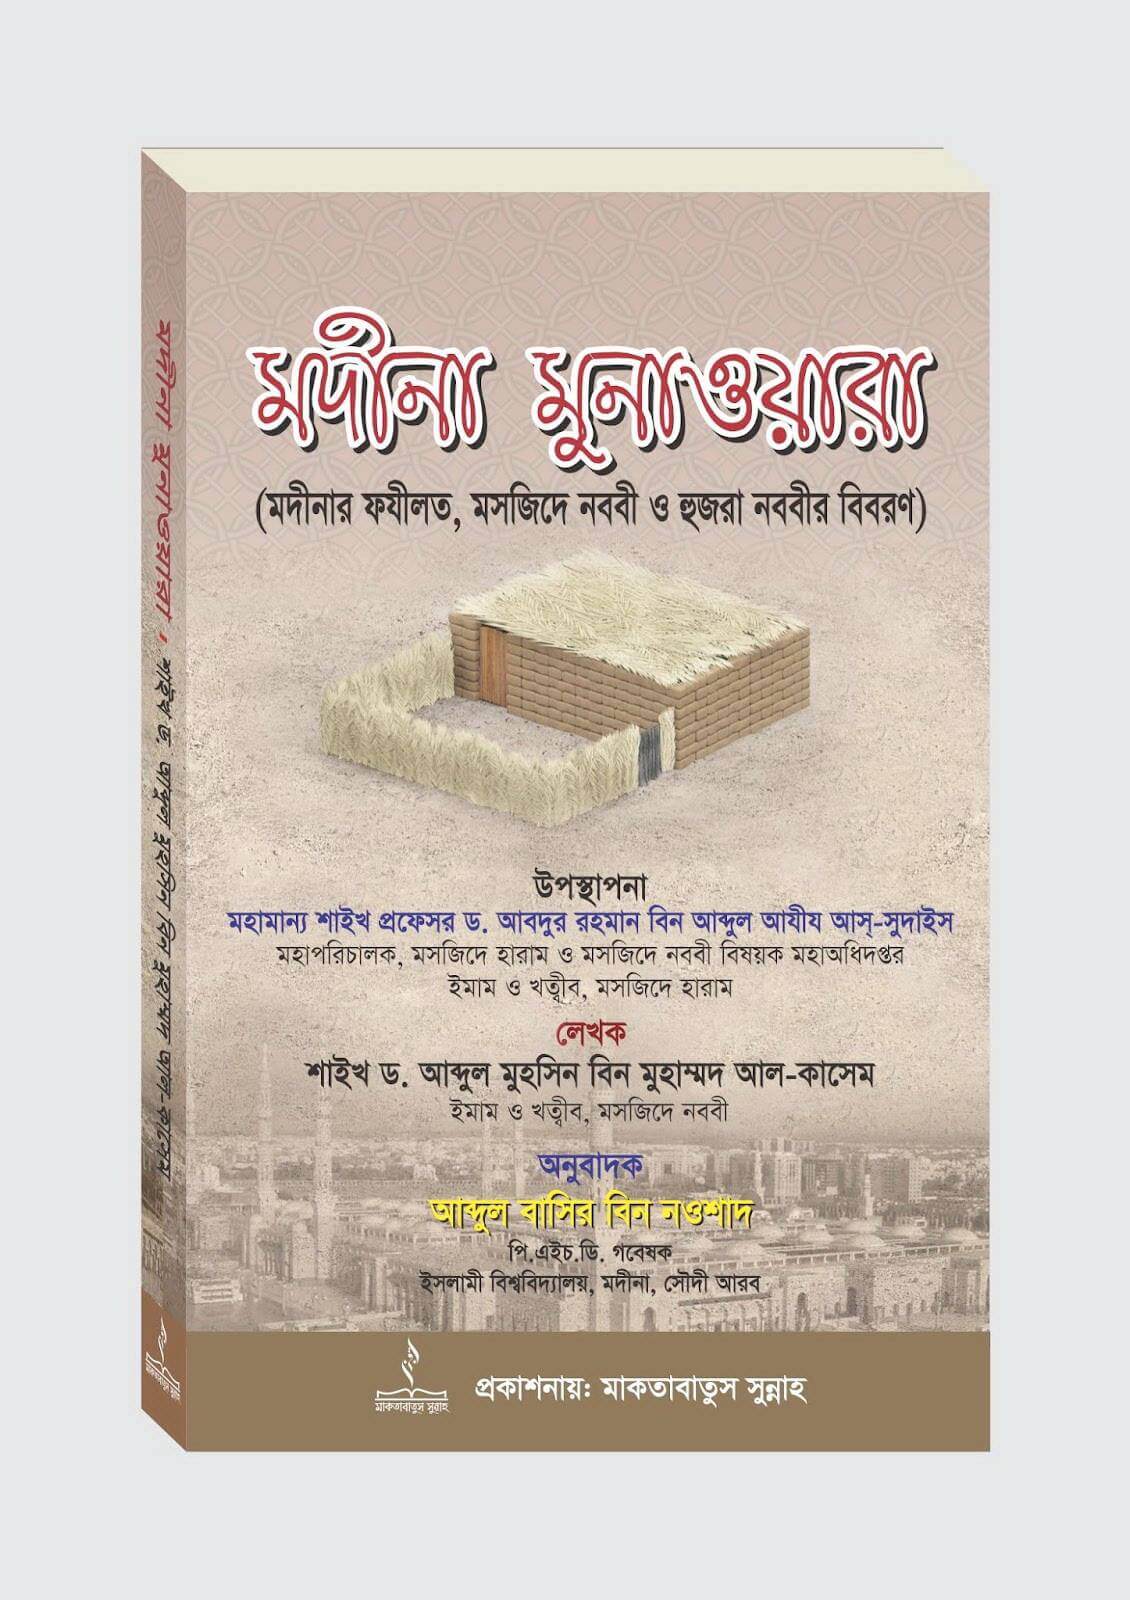 মদীনা মুনাওয়ারা
(মদীনার ফযীলত, মসজিদে নববী ও হুজরা নববীর বিবরণ)
উপস্থাপনা
মহামান্য শাইখ প্রফেসর ড. আবদুর রহমান বিন আব্দুল আযীয আস্-সুদাইস
মহাপরিচালক, মসজিদে হারাম ও মসজিদে নববী বিষয়ক মহাঅধিদপ্তর
ইমাম ও খত্বীব, মসজিদে হারাম
লেখক
শাইখ ড. আব্দুল মুহসিন বিন মুহাম্মদ আল-কাসেম
ইমাম ও খত্বীব, মসজিদে নববী
অনুবাদক
আব্দুল বাসির বিন নওশাদ
পি.এইচ.ডি. গবেষক
ইসলামী বিশ্ববিদ্যালয়, মদীনা, সৌদী আরব
মাকতাবাতুস সুন্নাহ
প্রকাশনায়: মাকতাবাতুস সুন্নাহ
মদীনা মুনাওয়ারা : শাইখ ড. আব্দুল মুহসিন বিন মুহাম্মদ আল-কাসেম
মাকতাবাতুস সুন্নাহ